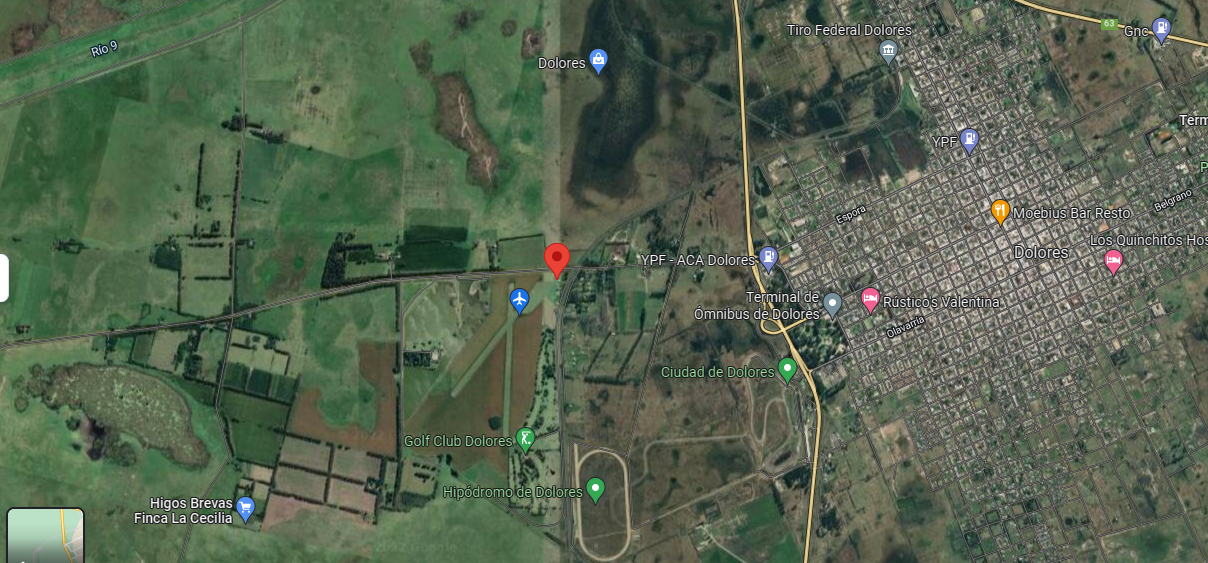 Río 9
63
Gnc
Tiro Federal Dolores
Dolores
YPF
Espora
Belgrano
Moebius Bar Resto
Dolores
Los Quinchitos Hos
YPF - ACA Dolores
Terminal de
Ómnibus de Dolores
Rústicos Valentina
Olavarría
Ciudad de Dolores
Golf Club Dolores
Hipódromo de Dolores
Higos Brevas
Finca La Cecilia
Term
P